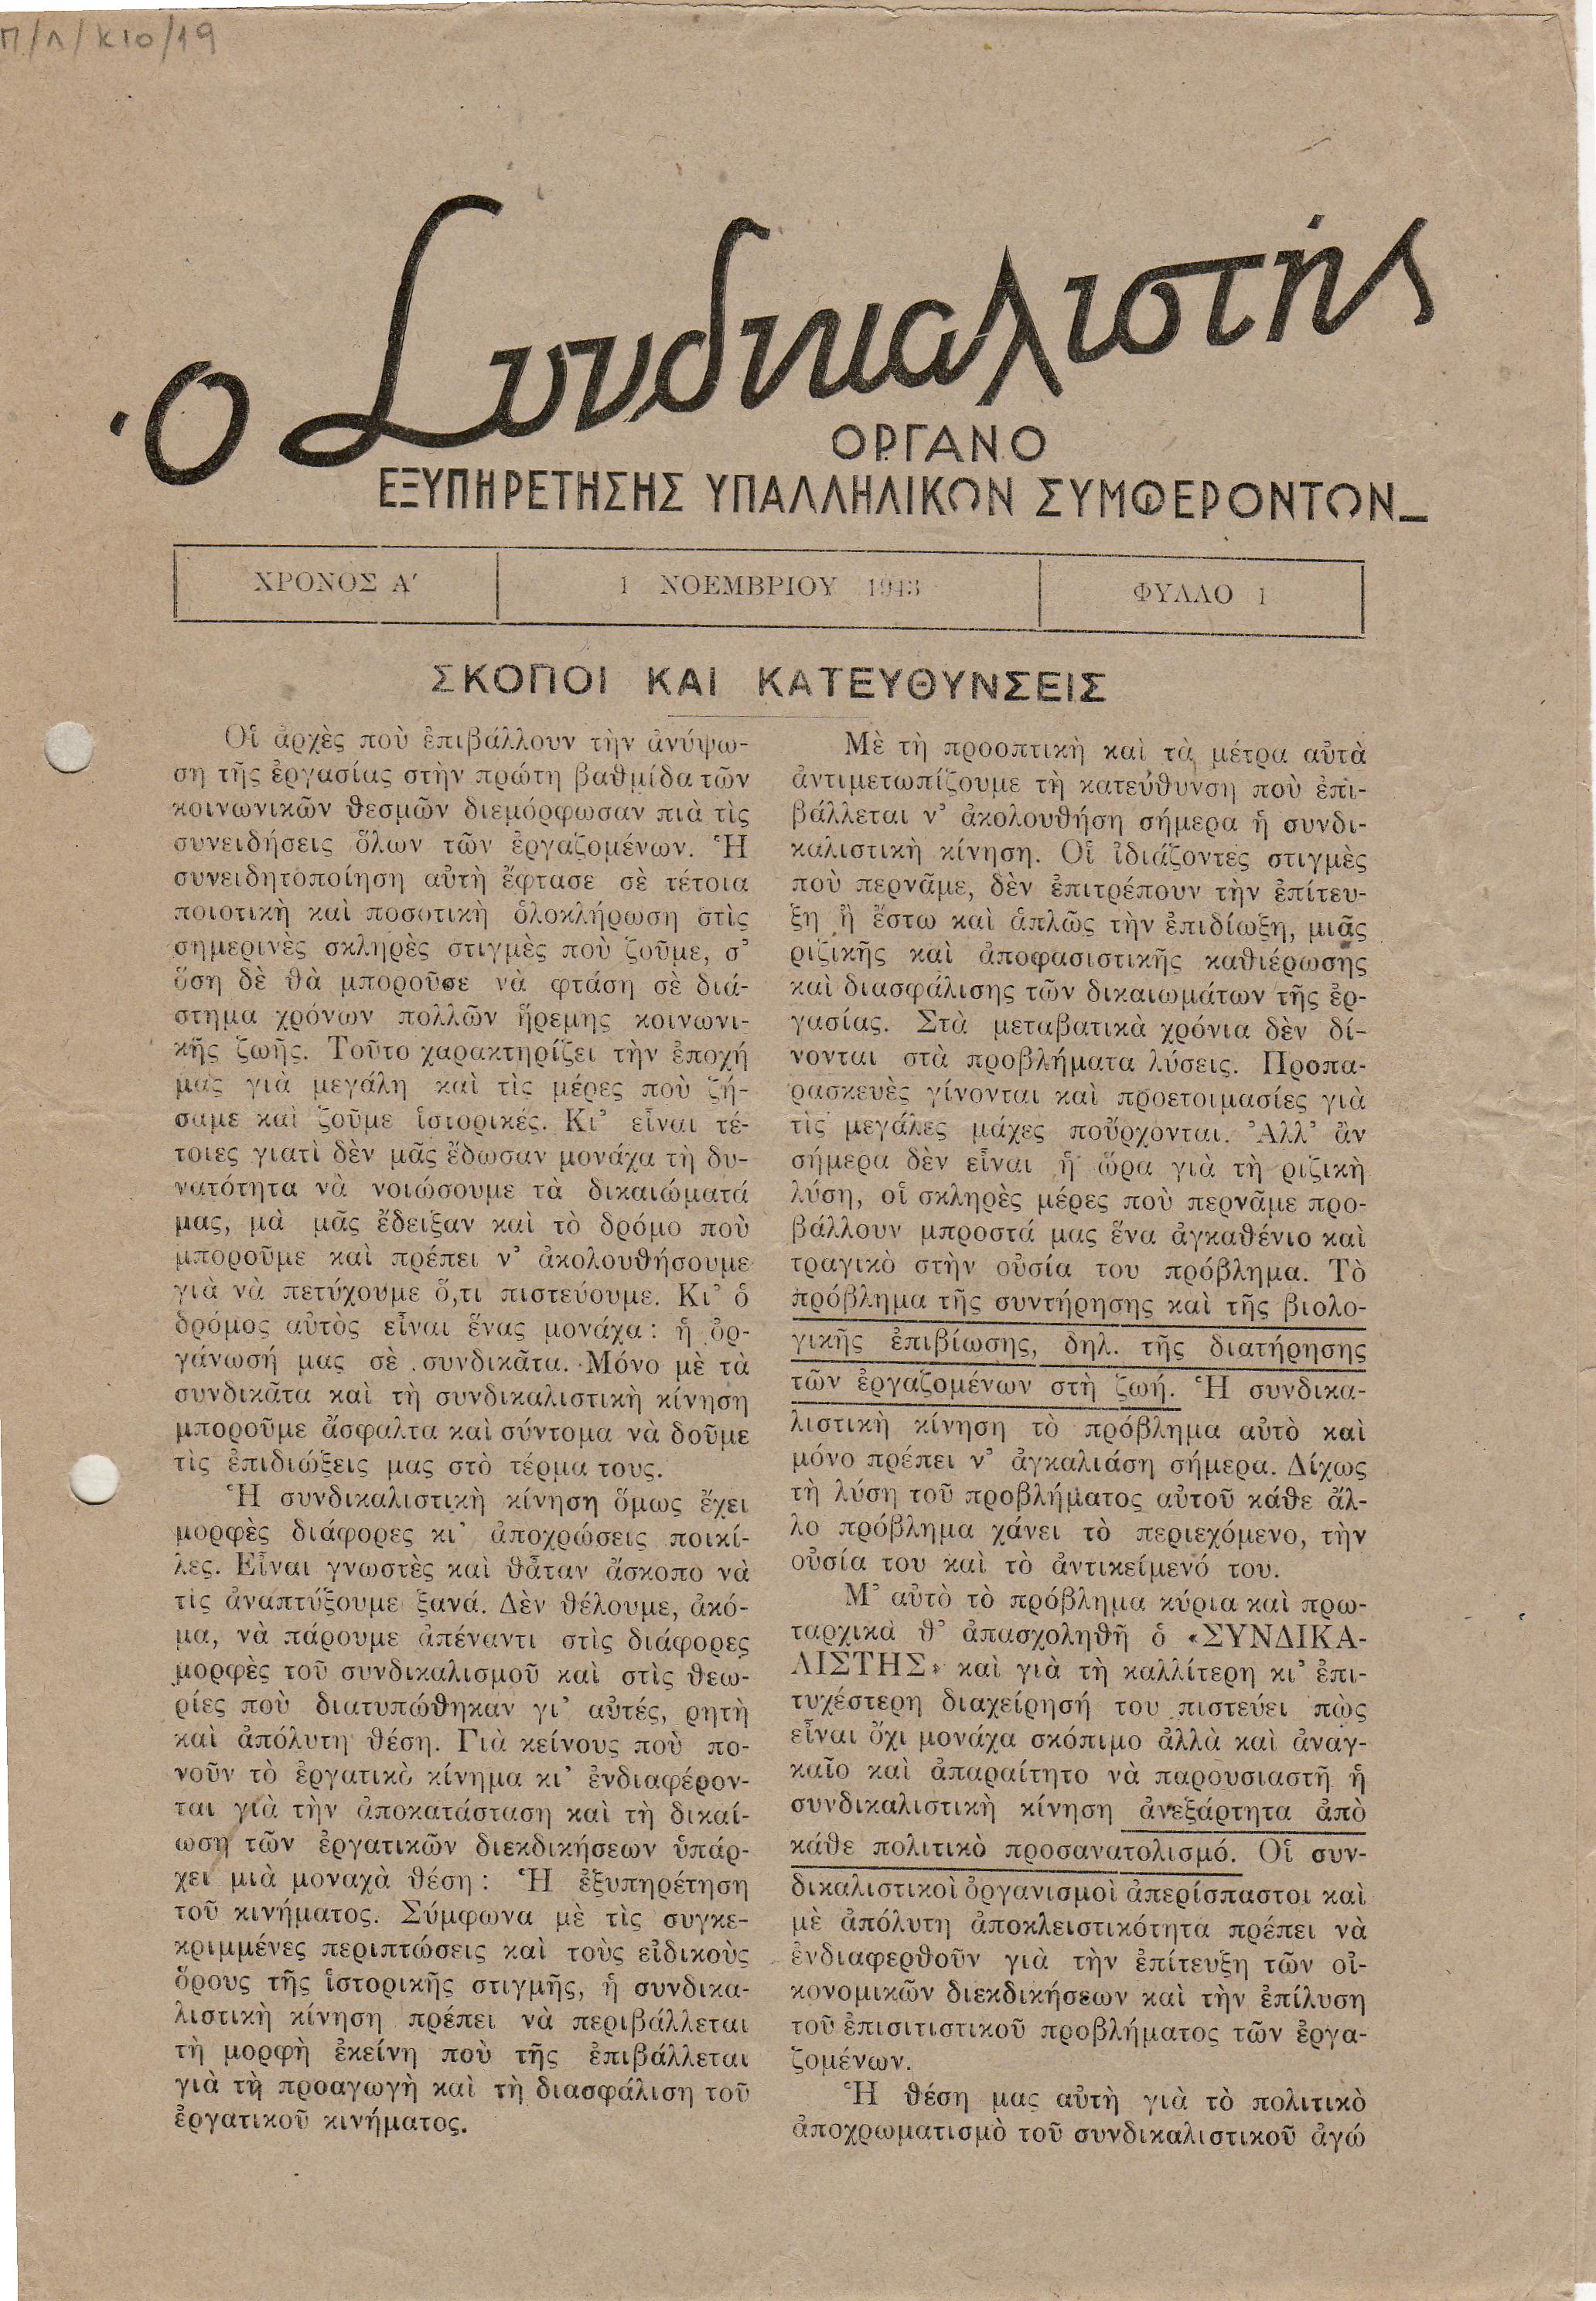 Π/Λ/Κ10/19
Ὁ Συνδικαλιστής
ΟΡΓΑΝΟ
ΕΞΥΠΗΡΕΤΗΣΗΣ ΥΠΑΛΛΗΛΙΚΩΝ ΣΥΜΦΕΡΟΝΤΩΝ_
ΧΡΟΝΟΣ Α′
1 ΝΟΕΜΒΡΙΟΥ 1943
ΦΥΛΛΟ 1
ΣΚΟΠΟΙ ΚΑΙ ΚΑΤΕΥΘΥΝΣΕΙΣ
Οἱ ἀρχὲς ποὺ ἐπιβάλλουν τὴν ἀνύψω-
ση τῆς ἐργασίας στὴν πρώτη βαθμίδα τῶν
κοινωνικῶν θεσμῶν διεμόρφωσαν πιὰ τὶς
συνειδήσεις ὅλων τῶν ἐργαζομένων. Ἡ
συνειδητοποίηση αὐτὴ ἔφτασε σὲ τέτοια
ποιοτικὴ καὶ ποσοτικὴ ὁλοκλήρωση στὶς
σημερινὲς σκληρὲς στιγμὲς ποὺ ζοῦμε, σ’
ὅση δὲ θὰ μποροῦσε νὰ φτάση σὲ διά-
στημα χρόνων πολλῶν ἥρεμης κοινωνι-
κῆς ζωῆς. Τοῦτο χαρακτηρίζει τὴν ἐποχή
μας γιὰ μεγάλη καὶ τὶς μέρες ποὺ ζή-
σαμε καὶ ζοῦμε ἱστορικές. Κι’ εἶναι τέ-
τοιες γιατὶ δὲν μᾶς ἔδωσαν μονάχα τὴ δυ-
νατότητα νὰ νοιώσουμε τὰ δικαιώματά
μας, μὰ μᾶς ἔδειξαν καὶ τὸ δρόμο ποὺ
μποροῦμε καὶ πρέπει ν’ ἀκολουθήσουμε
γιὰ νὰ πετύχουμε ὅ,τι πιστεύουμε. Κι’ ὁ
δρόμος αὐτὸς εἶναι ἕνας μονάχα: ἡ ὀρ-
γάνωσή μας σὲ συνδικᾶτα. Μόνο μὲ τὰ
συνδικᾶτα καὶ τὴ συνδικαλιστικὴ κίνηση
μποροῦμε ἄσφαλτα καὶ σύντομα νὰ δοῦμε
τὶς ἐπιδιώξεις μας στὸ τέρμα τους.
Ἡ συνδικαλιστικὴ κίνηση ὅμως ἔχει
μορφὲς διάφορες κι’ ἀποχρώσεις ποικί-
λες. Εἶναι γνωστὲς καὶ θἆταν ἄσκοπο νὰ
τὶς ἀναπτύξουμε ξανά. Δὲν θέλουμε, ἀκό-
μα, νὰ πάρουμε ἀπέναντι στὶς διάφορες
μορφὲς τοῦ συνδικαλισμοῦ καὶ στὶς θεω-
ρίες ποὺ διατυπώθηκαν γι’ αὐτές, ρητὴ
καὶ ἀπόλυτη θέση. Γιὰ κείνους ποὺ πο-
νοῦν τὸ ἐργατικὸ κίνημα κι’ ἐνδιαφέρον-
ται γιὰ τὴν ἀποκατάσταση καὶ τὴ δικαί-
ωση τῶν ἐργατικῶν διεκδικήσεων ὑπάρ-
χει μιὰ μοναχὰ θέση: Ἡ ἐξυπηρέτηση
τοῦ κινήματος. Σύμφωνα μὲ τὶς συγκε-
κριμμένες περιπτώσεις καὶ τοὺς εἰδικοὺς
ὅρους τῆς ἱστορικῆς στιγμῆς, ἡ συνδικα-
λιστικὴ κίνηση πρέπει νὰ περιβάλλεται
τὴ μορφὴ ἐκείνη ποὺ τῆς ἐπιβάλλεται
γιὰ τὴ προαγωγὴ καὶ τὴ διασφάλιση τοῦ
ἐργατικοῦ κινήματος.
Μὲ τὴ προοπτικὴ καὶ τὰ μέτρα αὐτὰ
ἀντιμετωπίζουμε τὴ κατεύθυνση ποὺ ἐπι-
βάλλεται ν’ ἀκολουθήση σήμερα ἡ συνδι-
καλιστικὴ κίνηση. Οἱ ἰδιάζοντες στιγμὲς
ποὺ περνᾶμε, δὲν ἐπιτρέπουν τὴν ἐπίτευ-
ξη ἢ ἔστω καὶ ἁπλῶς τὴν ἐπιδίωξη, μιᾶς
ριζικῆς καὶ ἀποφασιστικῆς καθιέρωσης
καὶ διασφάλισης τῶν δικαιωμάτων τῆς ἐρ-
γασίας. Στὰ μεταβατικὰ χρόνια δὲν δί-
νονται στὰ προβλήματα λύσεις. Προπα-
ρασκευὲς γίνονται καὶ προετοιμασίες γιὰ
τὶς μεγάλες μάχες ποὔρχονται. Ἀλλ’ ἂν
σήμερα δὲν εἶναι ἡ ὥρα γιὰ τὴ ριζικὴ
λύση, οἱ σκληρὲς μέρες ποὺ περνᾶμε προ-
βάλλουν μπροστά μας ἕνα ἀγκαθένιο καὶ
τραγικὸ στὴν οὐσία του πρόβλημα. Τὸ
πρόβλημα τῆς συντήρησης καὶ τῆς βιολο-
γικῆς ἐπιβίωσης, δηλ. τῆς διατήρησης
τῶν ἐργαζομένων στὴ ζωή. Ἡ συνδικα-
λιστικὴ κίνηση τὸ πρόβλημα αὐτὸ καὶ
μόνο πρέπει ν’ ἀγκαλιάση σήμερα. Δίχως
τὴ λύση τοῦ προβλήματος αὐτοῦ κάθε ἄλ-
λο πρόβλημα χάνει τὸ περιεχόμενο, τὴν
οὐσία του καὶ τὸ ἀντικείμενό του.
Μ’ αὐτὸ τὸ πρόβλημα κύρια καὶ πρω-
ταρχικὰ θ’ ἀπασχοληθῆ ὁ «ΣΥΝΔΙΚΑ-
ΛΙΣΤΗΣ» καὶ γιὰ τὴ καλλίτερη κι’ ἐπι-
τυχέστερη διαχείρησή του πιστεύει πὼς
εἶναι ὄχι μονάχα σκόπιμο ἀλλὰ καὶ ἀναγ-
καῖο καὶ ἀπαραίτητο νὰ παρουσιαστῆ ἡ
συνδικαλιστικὴ κίνηση ἀνεξάρτητα ἀπὸ
κάθε πολιτικὸ προσανατολισμό. Οἱ συν-
δικαλιστικοὶ ὀργανισμοὶ ἀπερίσπαστοι καὶ
μὲ ἀπόλυτη ἀποκλειστικότητα πρέπει νὰ
ἐνδιαφερθοῦν γιὰ τὴν ἐπίτευξη τῶν οἰ-
κονομικῶν διεκδικήσεων καὶ τὴν ἐπίλυση
τοῦ ἐπισιτιστικοῦ προβλήματος τῶν ἐργα-
ζομένων.
Ἡ θέση μας αὐτὴ γιὰ τὸ πολιτικὸ
ἀποχρωματισμὸ τοῦ συνδικαλιστικοῦ ἀγώ